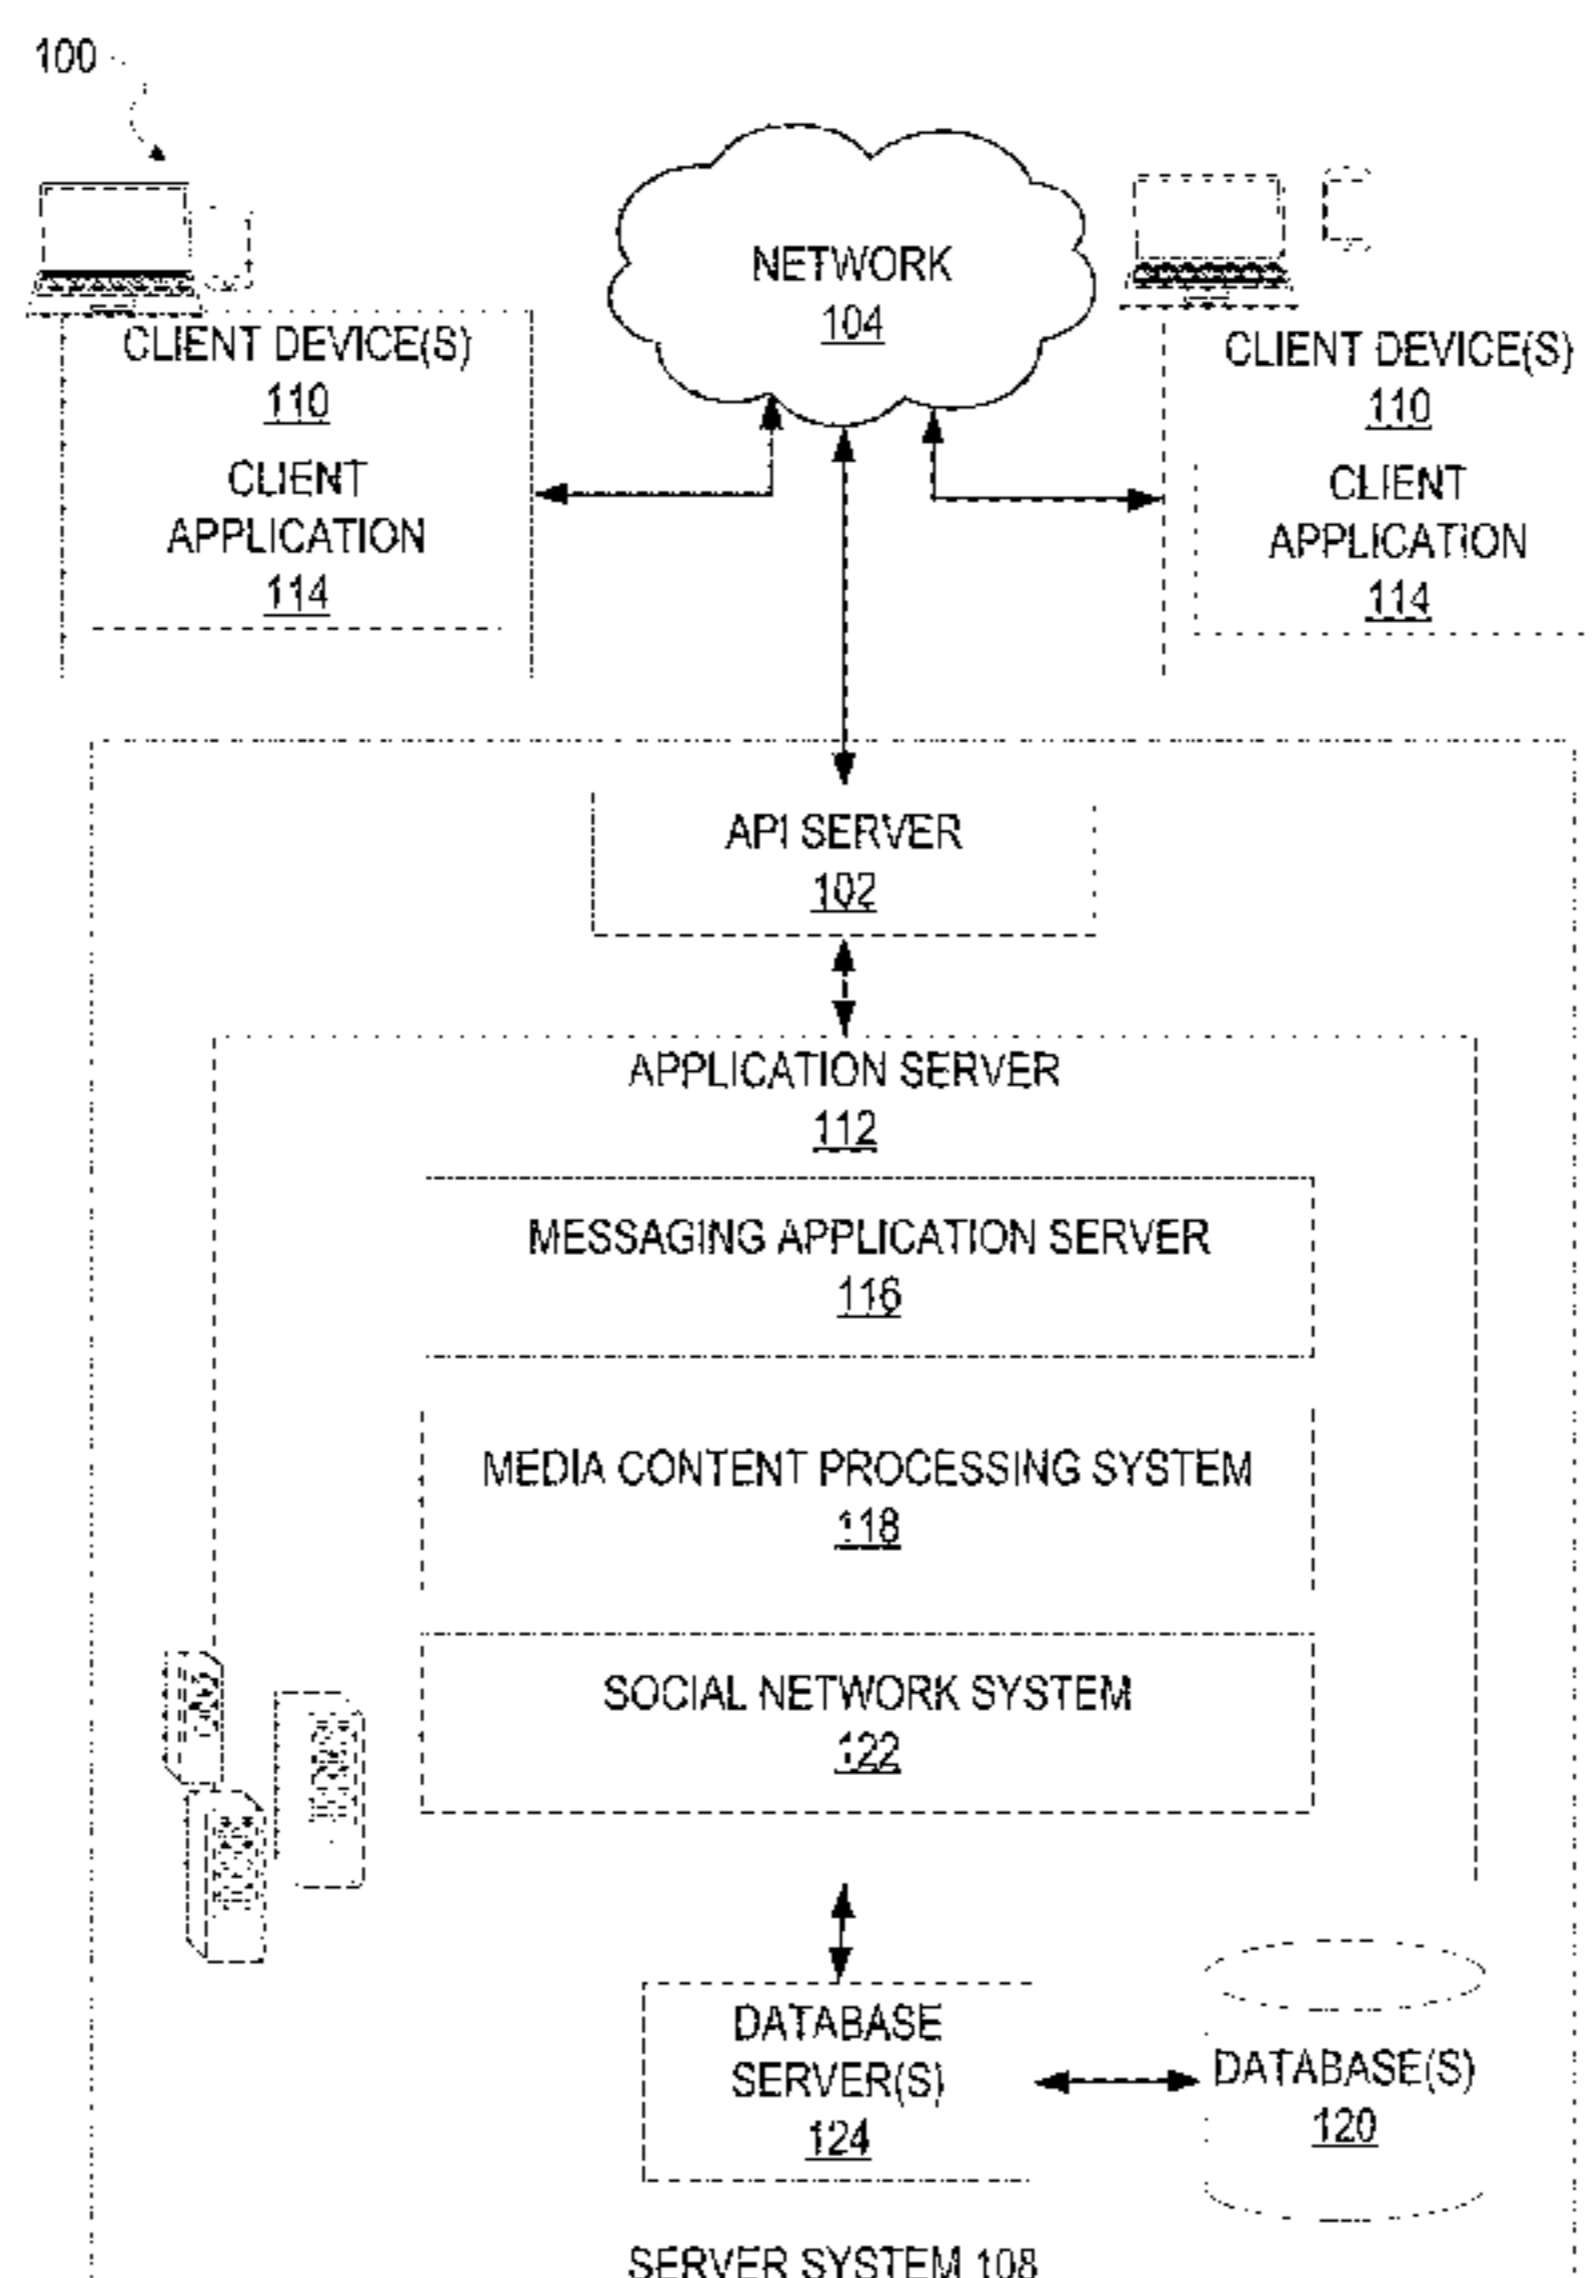 100
NETWORK
104
CLIENT DEVICE(S)
110
CLIENT
APPLICATION
114
CLIENT DEVICE(S)
110
CLIENT
APPLICATION
114
API SERVER
102
APPLICATION SERVER
112
MESSAGING APPLICATION SERVER
116
MEDIA CONTENT PROCESSING SYSTEM
118
SOCIAL NETWORK SYSTEM
122
DATABASE
SERVER(S)
124
DATABASE(S)
120
SERVER SYSTEM 108